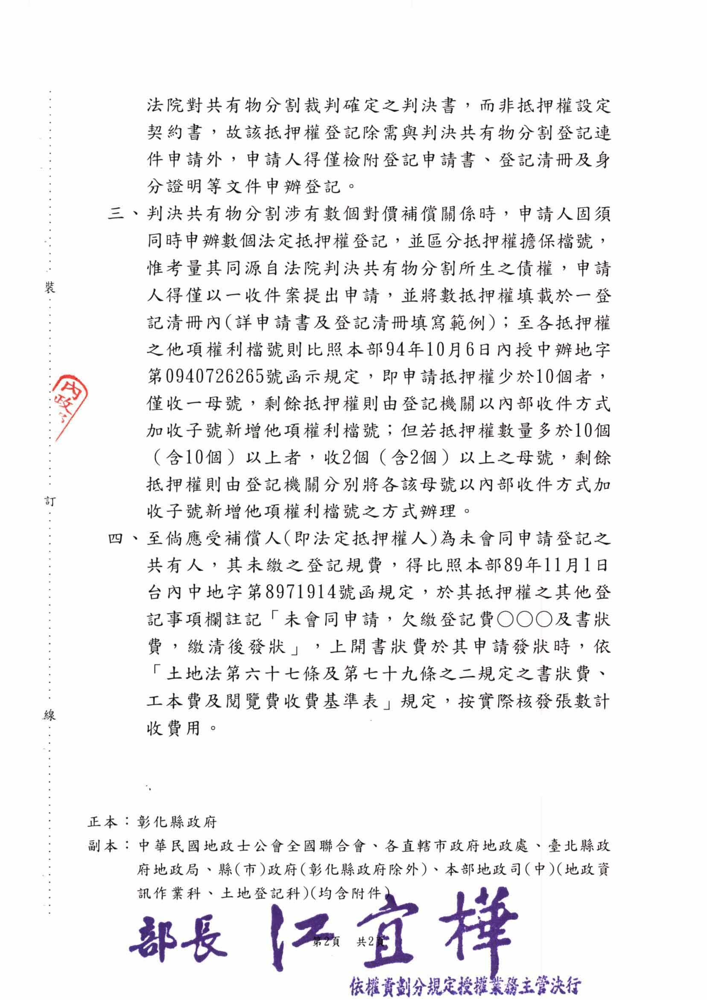 法院對共有物分割裁判確定之判決書，而非抵押權設定
契約書，故該抵押權登記除需與判決共有物分割登記連
件申請外，申請人得僅檢附登記申請書、登記清冊及身
分證明等文件申辦登記。
三、判決共有物分割涉有數個對價補償關係時，申請人固須
同時申辦數個法定抵押權登記，並區分抵押權擔保檔號，
惟考量其同源自法院判決共有物分割所生之債權，申請
人得僅以一收件案提出申請，並將數抵押權填載於一登
記清冊內(詳申請書及登記清冊填寫範例)；至各抵押權
之他項權利檔號則比照本部94年10月6日內授中辦地字
第0940726265號函示規定，即申請抵押權少於10個者，
僅收一母號，剩餘抵押權則由登記機關以內部收件方式
加收子號新增他項權利檔號；但若抵押權數量多於10個
（含10個）以上者，收2個（含2個）以上之母號，剩餘
抵押權則由登記機關分別將各該母號以內部收件方式加
收子號新增他項權利檔號之方式辦理。
四、至倘應受補償人(即法定抵押權人)為未會同申請登記之
共有人，其未繳之登記規費，得比照本部89年11月1日
台內中地字第8971914號函規定，於其抵押權之其他登
記事項欄註記「未會同申請，欠繳登記費○○○及書狀
費，繳清後發狀」，上開書狀費於其申請發狀時，依
「土地法第六十七條及第七十九條之二規定之書狀費、
工本費及閱覽費收費基準表」規定，按實際核發張數計
收費用。
裝
內政
訂
線
正本：彰化縣政府
副本：中華民國地政士公會全國聯合會、各直轄市政府地政處、臺北縣政
府地政局、縣(市)政府(彰化縣政府除外)、本部地政司(中)(地政資
訊作業科、土地登記科)(均含附件)
部長 江宜樺
第2頁 共2頁
依權責劃分規定授權業務主管決行